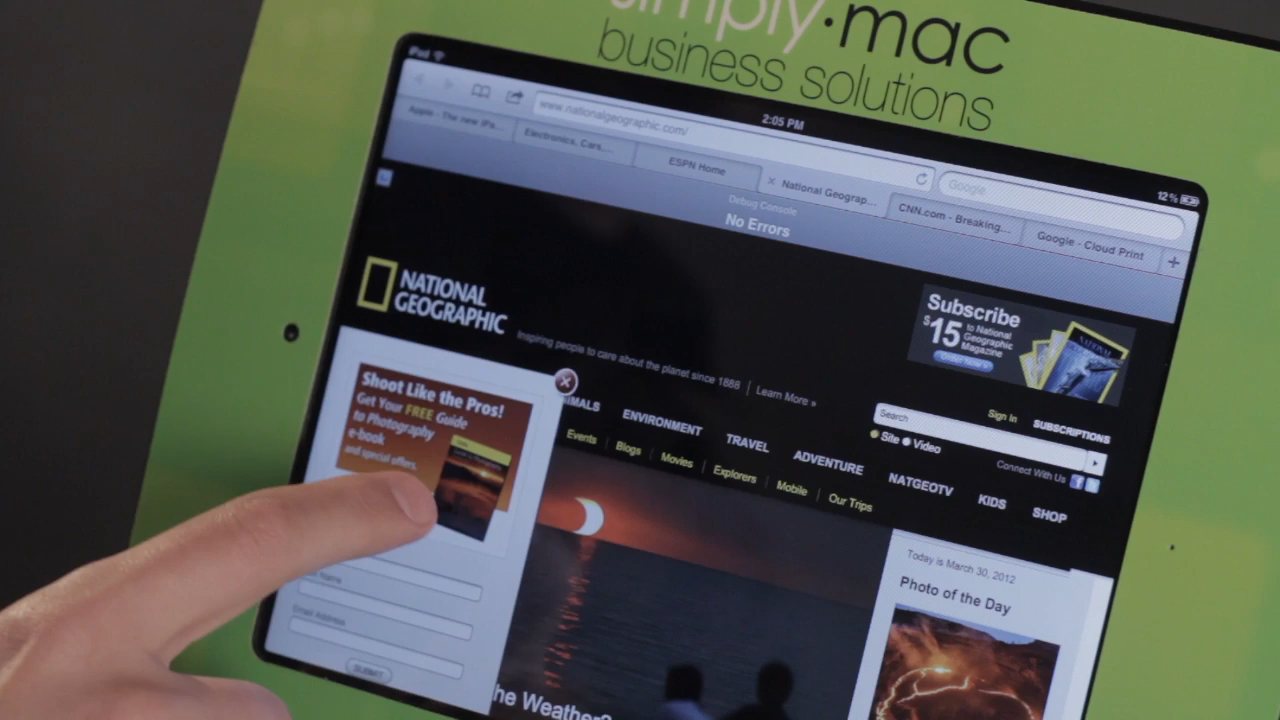 simply·mac
business solutions
iPad
2:05 PM
12%
www.nationalgeographic.com/
Google
Apple - The new iPa...
Electronics, Cars,...
ESPN Home
National Geograp...
CNN.com - Breaking...
Google - Cloud Print
Debug Console
No Errors
NATIONAL
GEOGRAPHIC
Inspiring people to care about the planet since 1888 | Learn More »
Subscribe
$15 to National
Geographic
Magazine
Order Now >
Sign In SUBSCRIPTIONS
Search
Site Video
Connect With Us
ENVIRONMENT TRAVEL ADVENTURE NATGEOTV KIDS SHOP
Events | Blogs | Movies | Explorers | Mobile | Our Trips
Shoot Like the Pros!
Get Your FREE Guide
to Photography
e-book
and special offers.
Name
Email Address
SUBMIT
he Weather?
Today is March 30, 2012
Photo of the Day